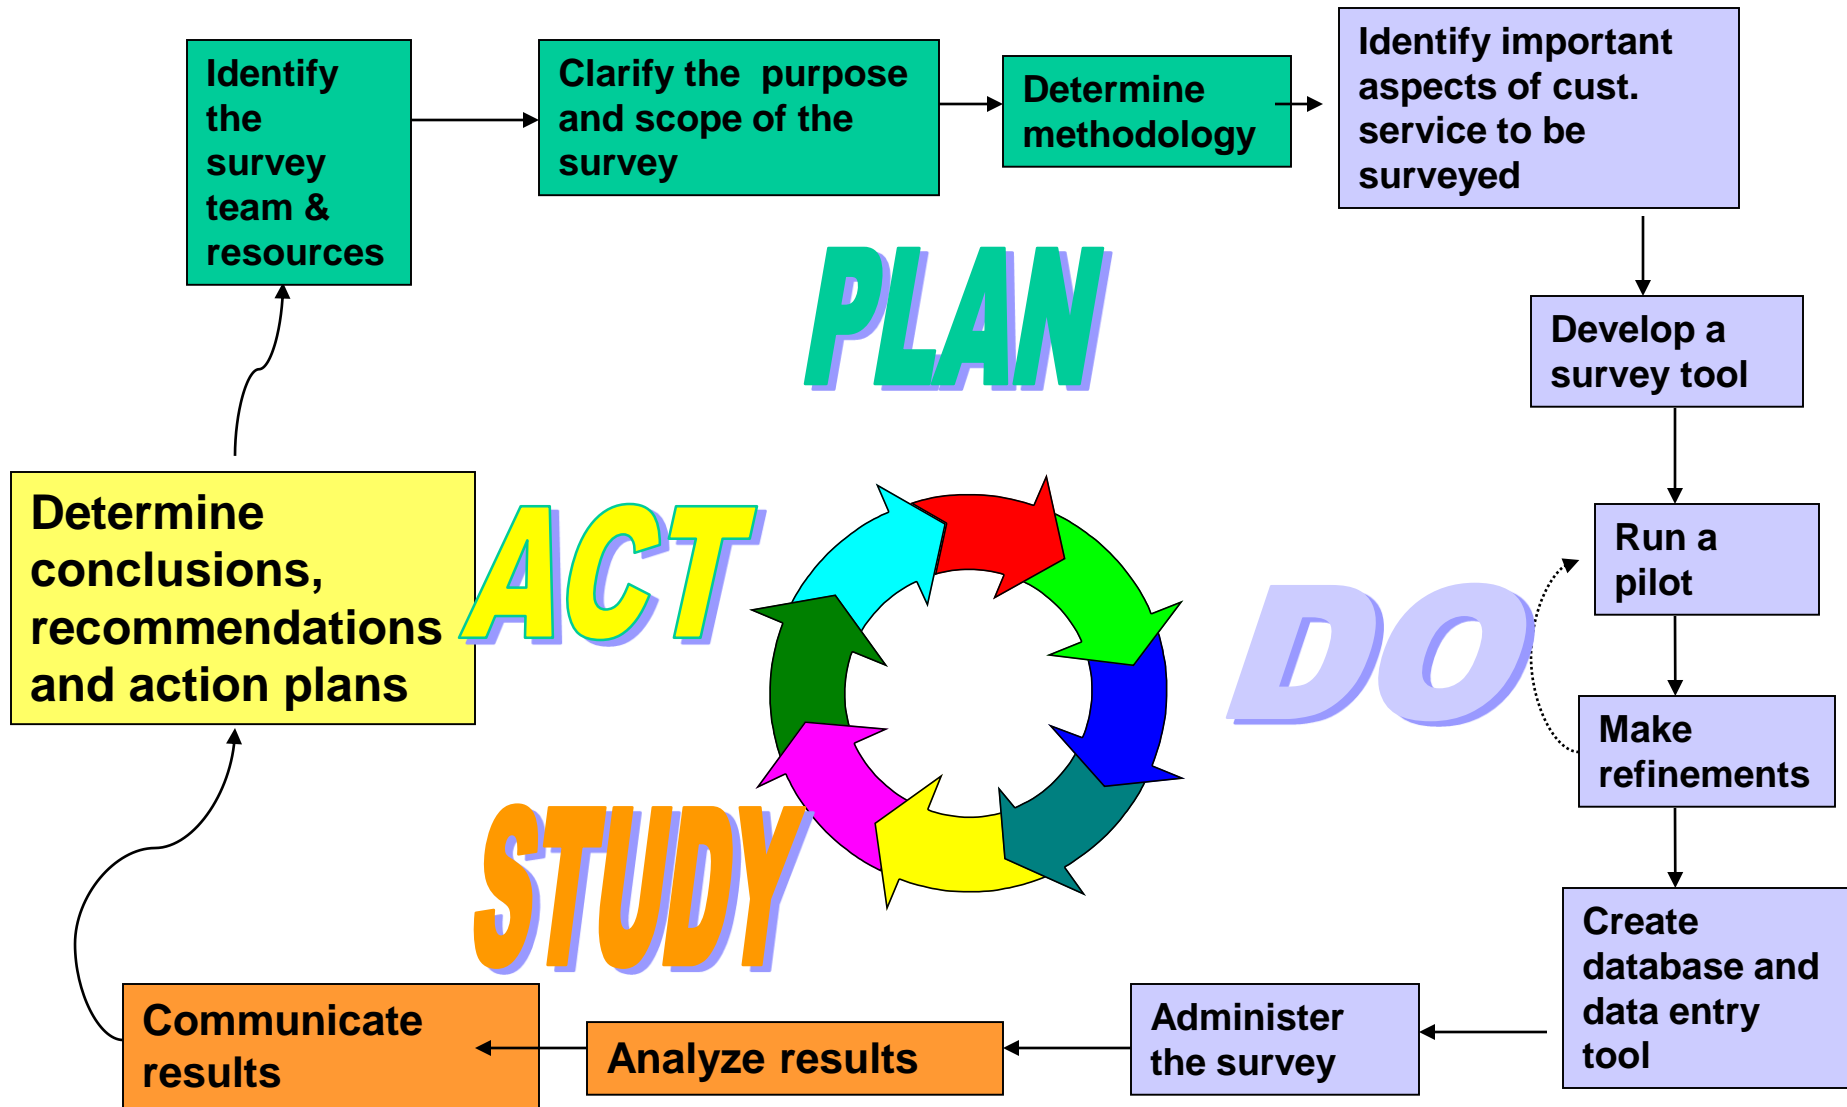 Identify
the
survey
team &
resources
Clarify the  purpose
and scope of the
survey
Determine
methodology
Identify important
aspects of cust.
service to be
surveyed
PLAN
Develop a
survey tool
Run a
pilot
DO
Make
refinements
Create
database and
data entry
tool
Administer
the survey
Analyze results
Communicate
results
STUDY
Determine
conclusions,
recommendations
and action plans
ACT